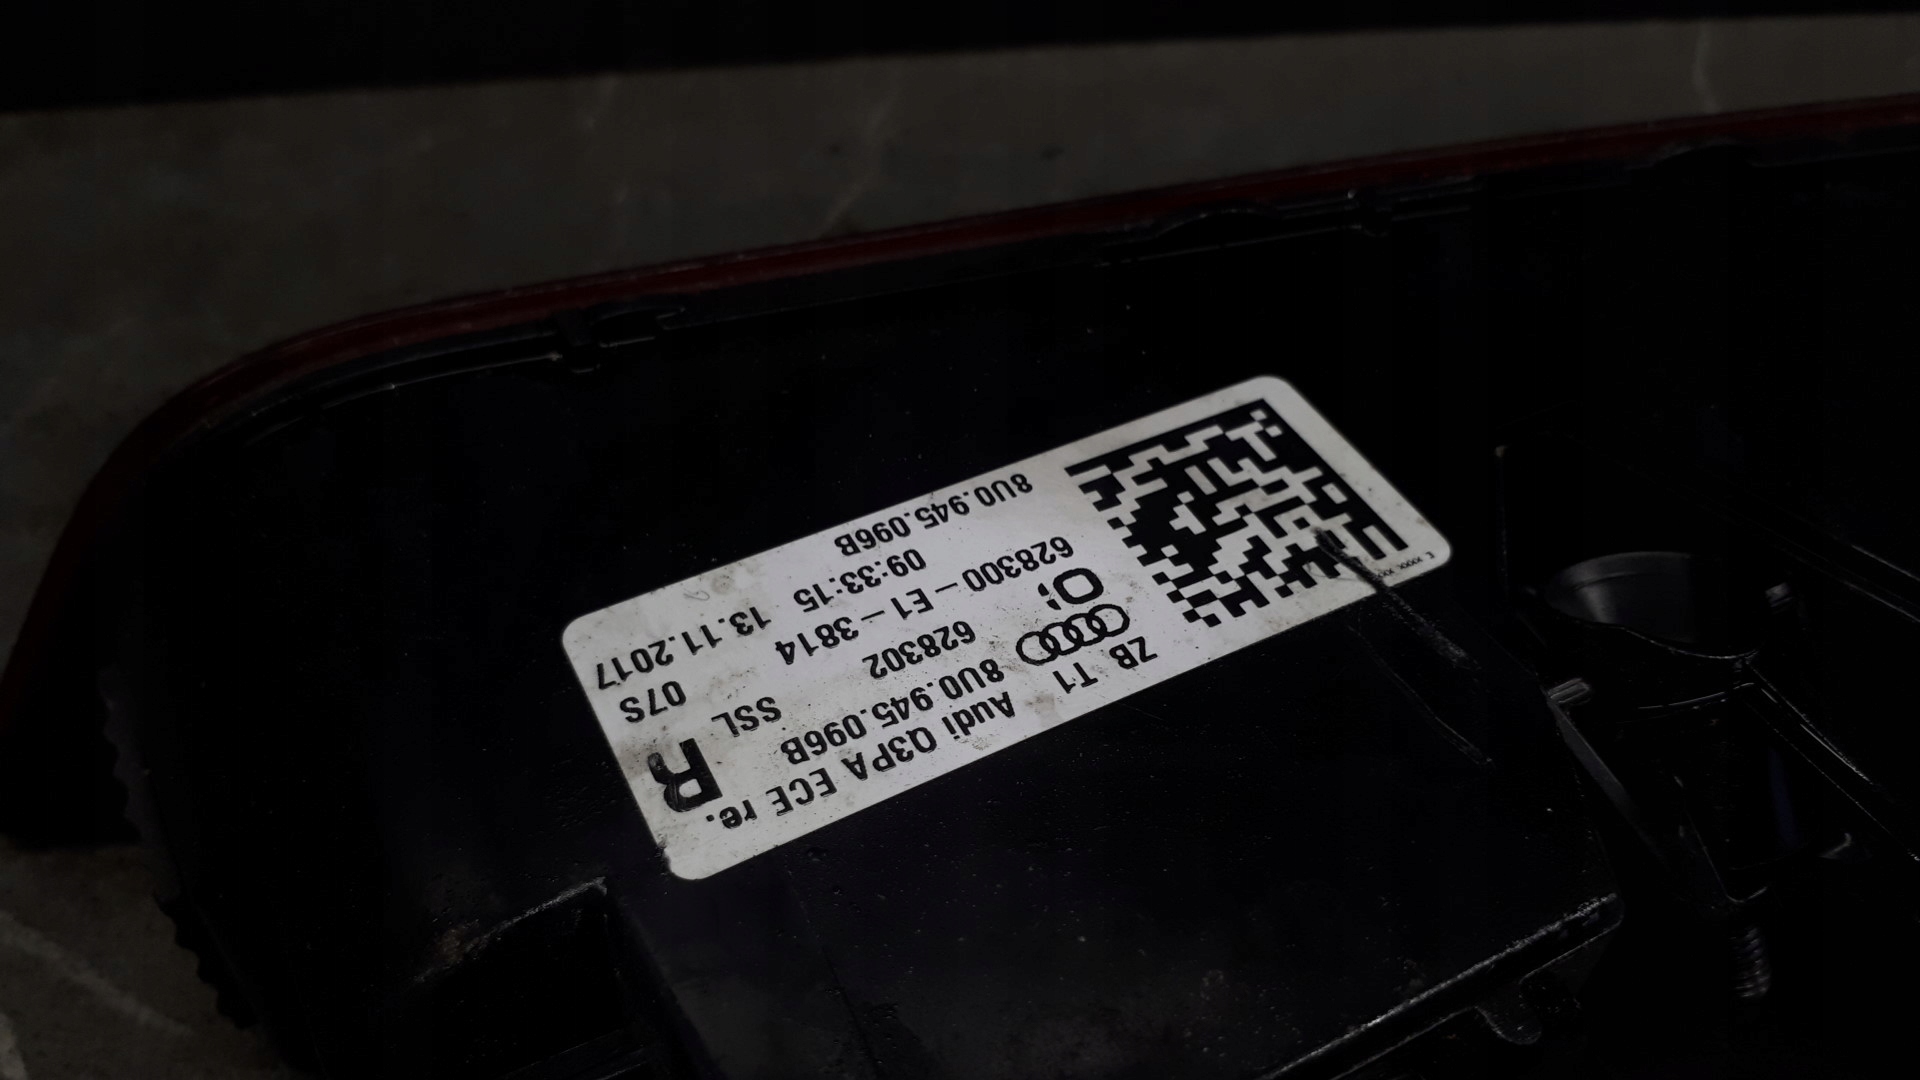 ZB T1 Audi Q3PA ECE re.
8U0.945.096B R
628302 SSL
O;
628300 – E1 – 3814 07S
09:33:15 13.11.2017
8U0.945.096B